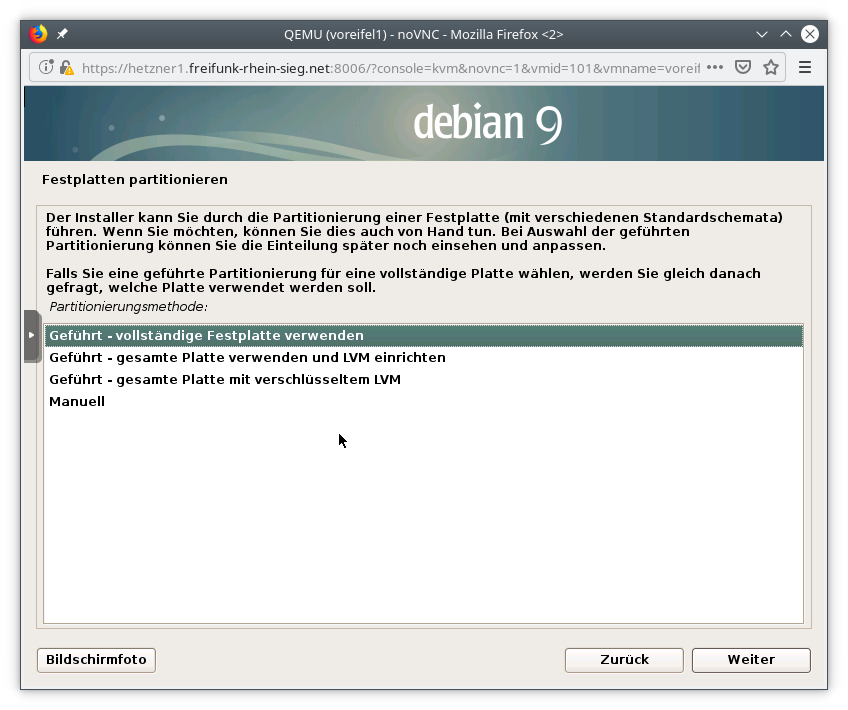 QEMU (voreifel1) - noVNC - Mozilla Firefox <2>
https://hetzner1.freifunk-rhein-sieg.net:8006/?console=kvm&novnc=1&vmid=101&vmname=voreif
debian 9
Festplatten partitionieren
Der Installer kann Sie durch die Partitionierung einer Festplatte (mit verschiedenen Standardschemata)
führen. Wenn Sie möchten, können Sie dies auch von Hand tun. Bei Auswahl der geführten
Partitionierung können Sie die Einteilung später noch einsehen und anpassen.
Falls Sie eine geführte Partitionierung für eine vollständige Platte wählen, werden Sie gleich danach
gefragt, welche Platte verwendet werden soll.
Partitionierungsmethode:
Geführt - vollständige Festplatte verwenden
Geführt - gesamte Platte verwenden und LVM einrichten
Geführt - gesamte Platte mit verschlüsseltem LVM
Manuell
Bildschirmfoto
Zurück
Weiter